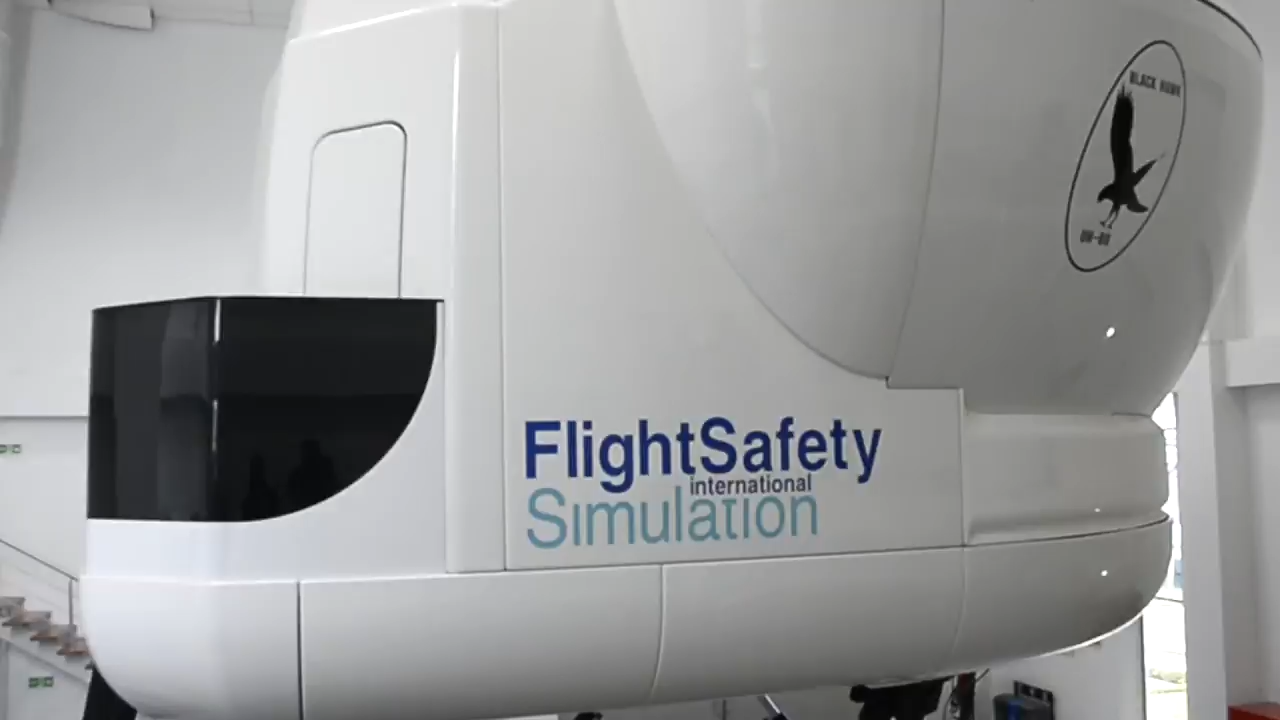 BLACK HAWK
UH-60
FlightSafety
international
Simulation